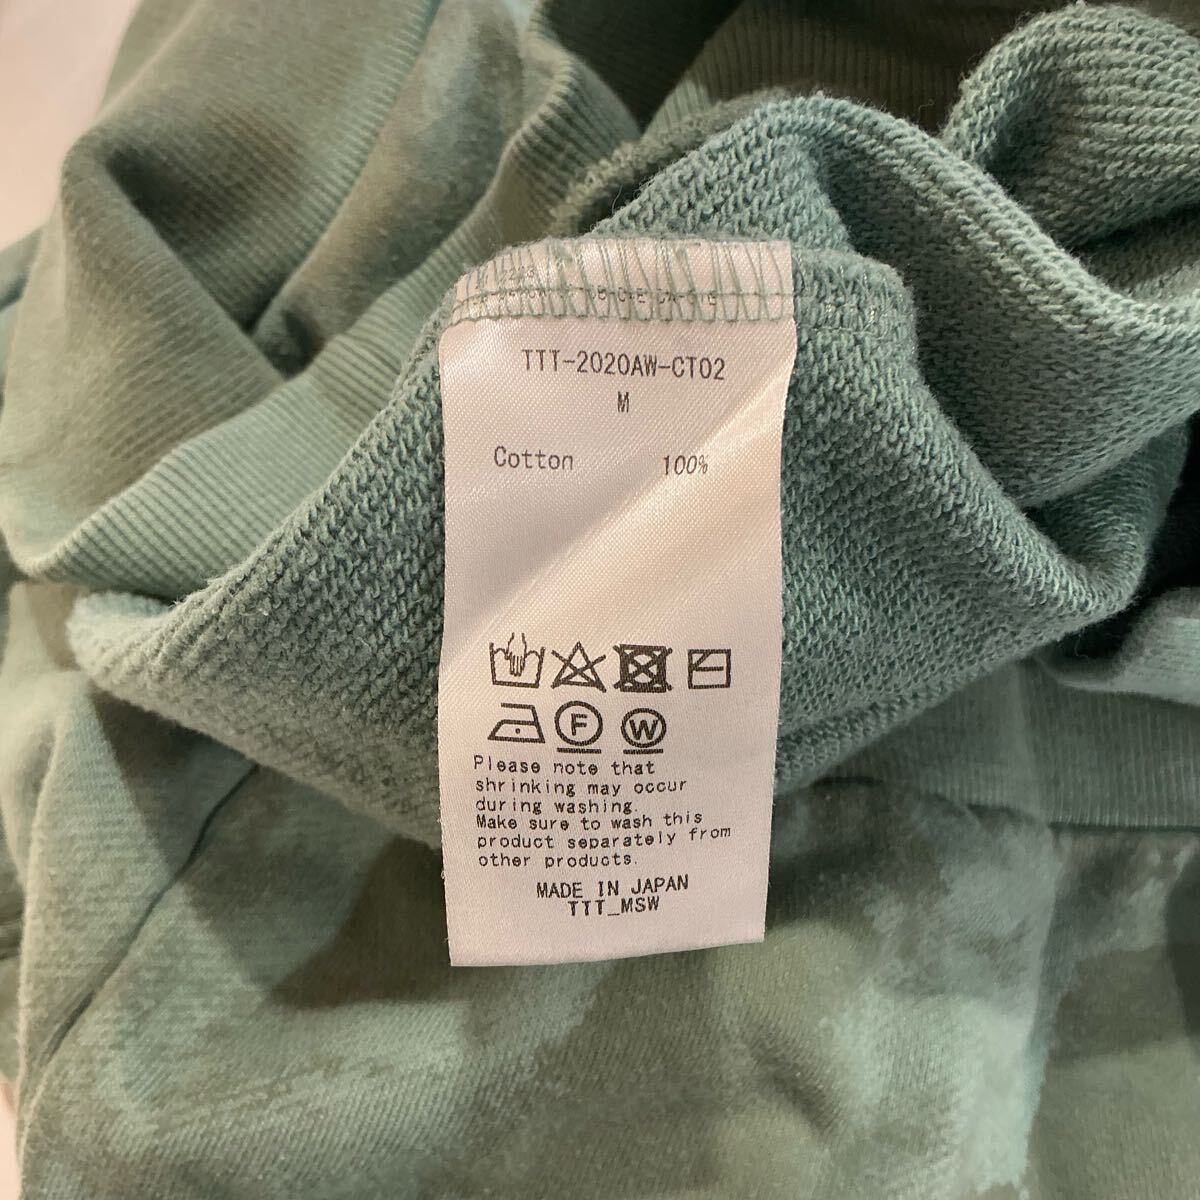 TTT-2020AW-CT02
M
Cotton 100%
F
W
Please note that
shrinking may occur
during washing.
Make sure to wash this
product separately from
other products.
MADE IN JAPAN
TTT_MSW